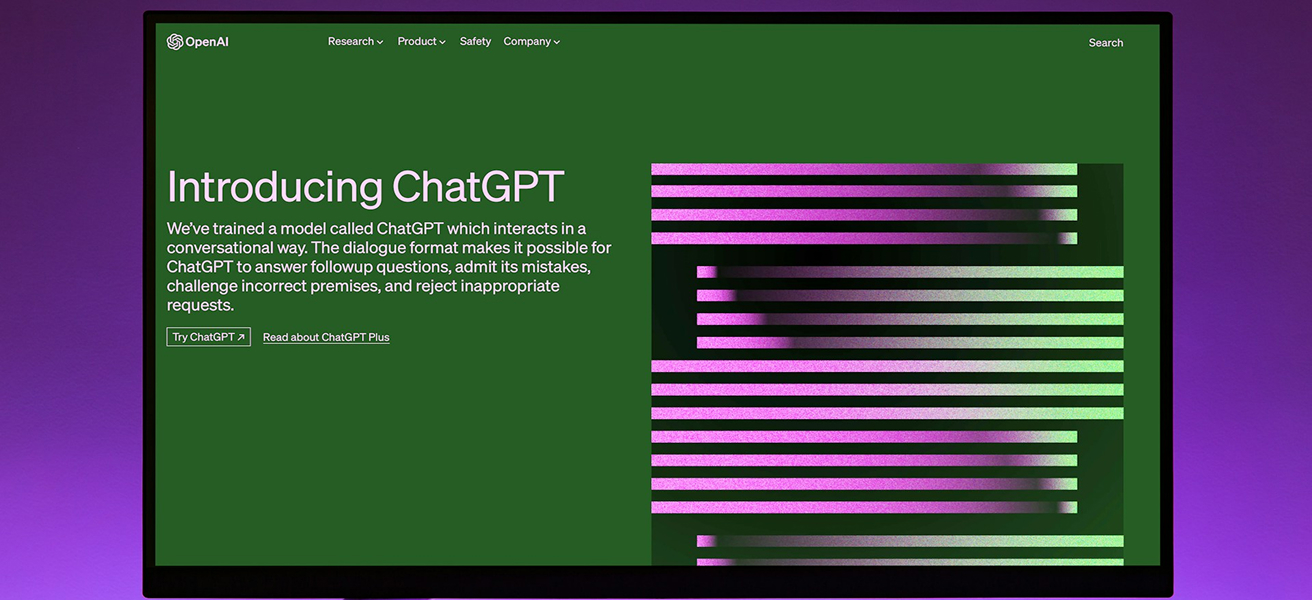 OpenAI
Research Product Safety Company
Search
Introducing ChatGPT
We’ve trained a model called ChatGPT which interacts in a
conversational way. The dialogue format makes it possible for
ChatGPT to answer followup questions, admit its mistakes,
challenge incorrect premises, and reject inappropriate
requests.
Try ChatGPT ↗
Read about ChatGPT Plus